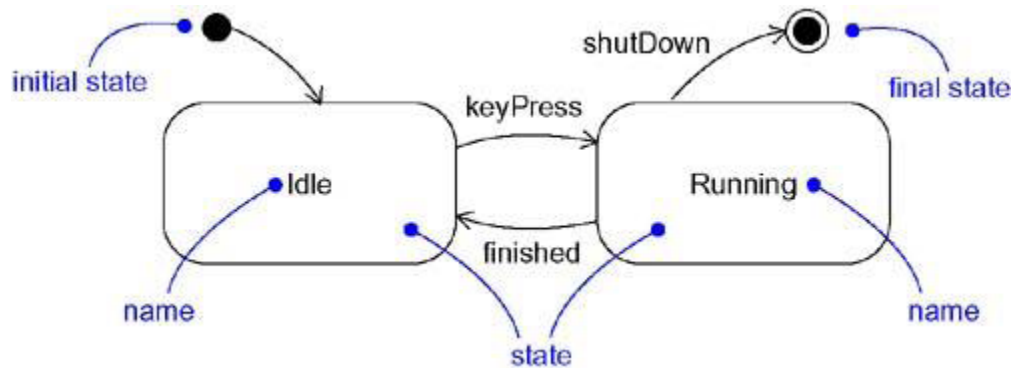 shutDown
initial state
final state
keyPress
Idle
Running
finished
name
state
name